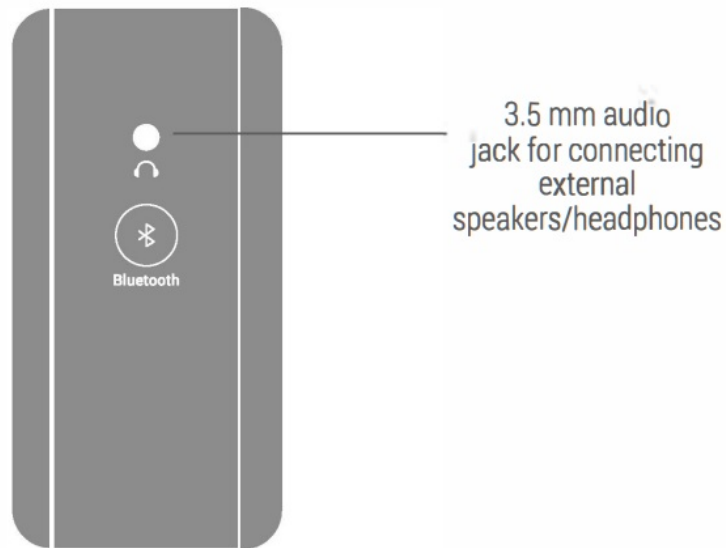 3.5 mm audio
jack for connecting
external
speakers/headphones
Bluetooth